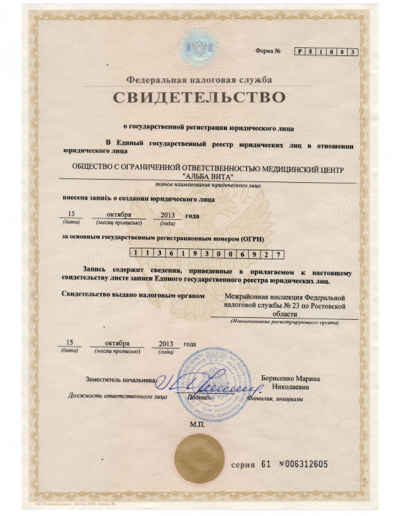 Форма № Р 5 1 0 0 3
Федеральная налоговая служба
СВИДЕТЕЛЬСТВО
о государственной регистрации юридического лица
В Единый государственный реестр юридических лиц в отношении
юридического лица
ОБЩЕСТВО С ОГРАНИЧЕННОЙ ОТВЕТСТВЕННОСТЬЮ МЕДИЦИНСКИЙ ЦЕНТР
"АЛЬБА ВИТА"
полное наименование юридического лица
внесена запись о создании юридического лица
15 октября 2013 года
(дата) (месяц прописью) (год)
за основным государственным регистрационным номером (ОГРН)
1 1 3 6 1 9 3 0 0 6 9 2 7
Запись содержит сведения, приведенные в прилагаемом к настоящему
свидетельству листе записи Единого государственного реестра юридических лиц.
Свидетельство выдано налоговым органом Межрайонная инспекция Федеральной
налоговой службы № 23 по Ростовской
области
(Наименование регистрирующего органа)
15 октября 2013 года
(дата) (месяц прописью) (год)
Заместитель начальника Борисенко Марина
Николаевна
Должность ответственного лица Подпись Фамилия, инициалы
М.П.
серия 61 №006312605